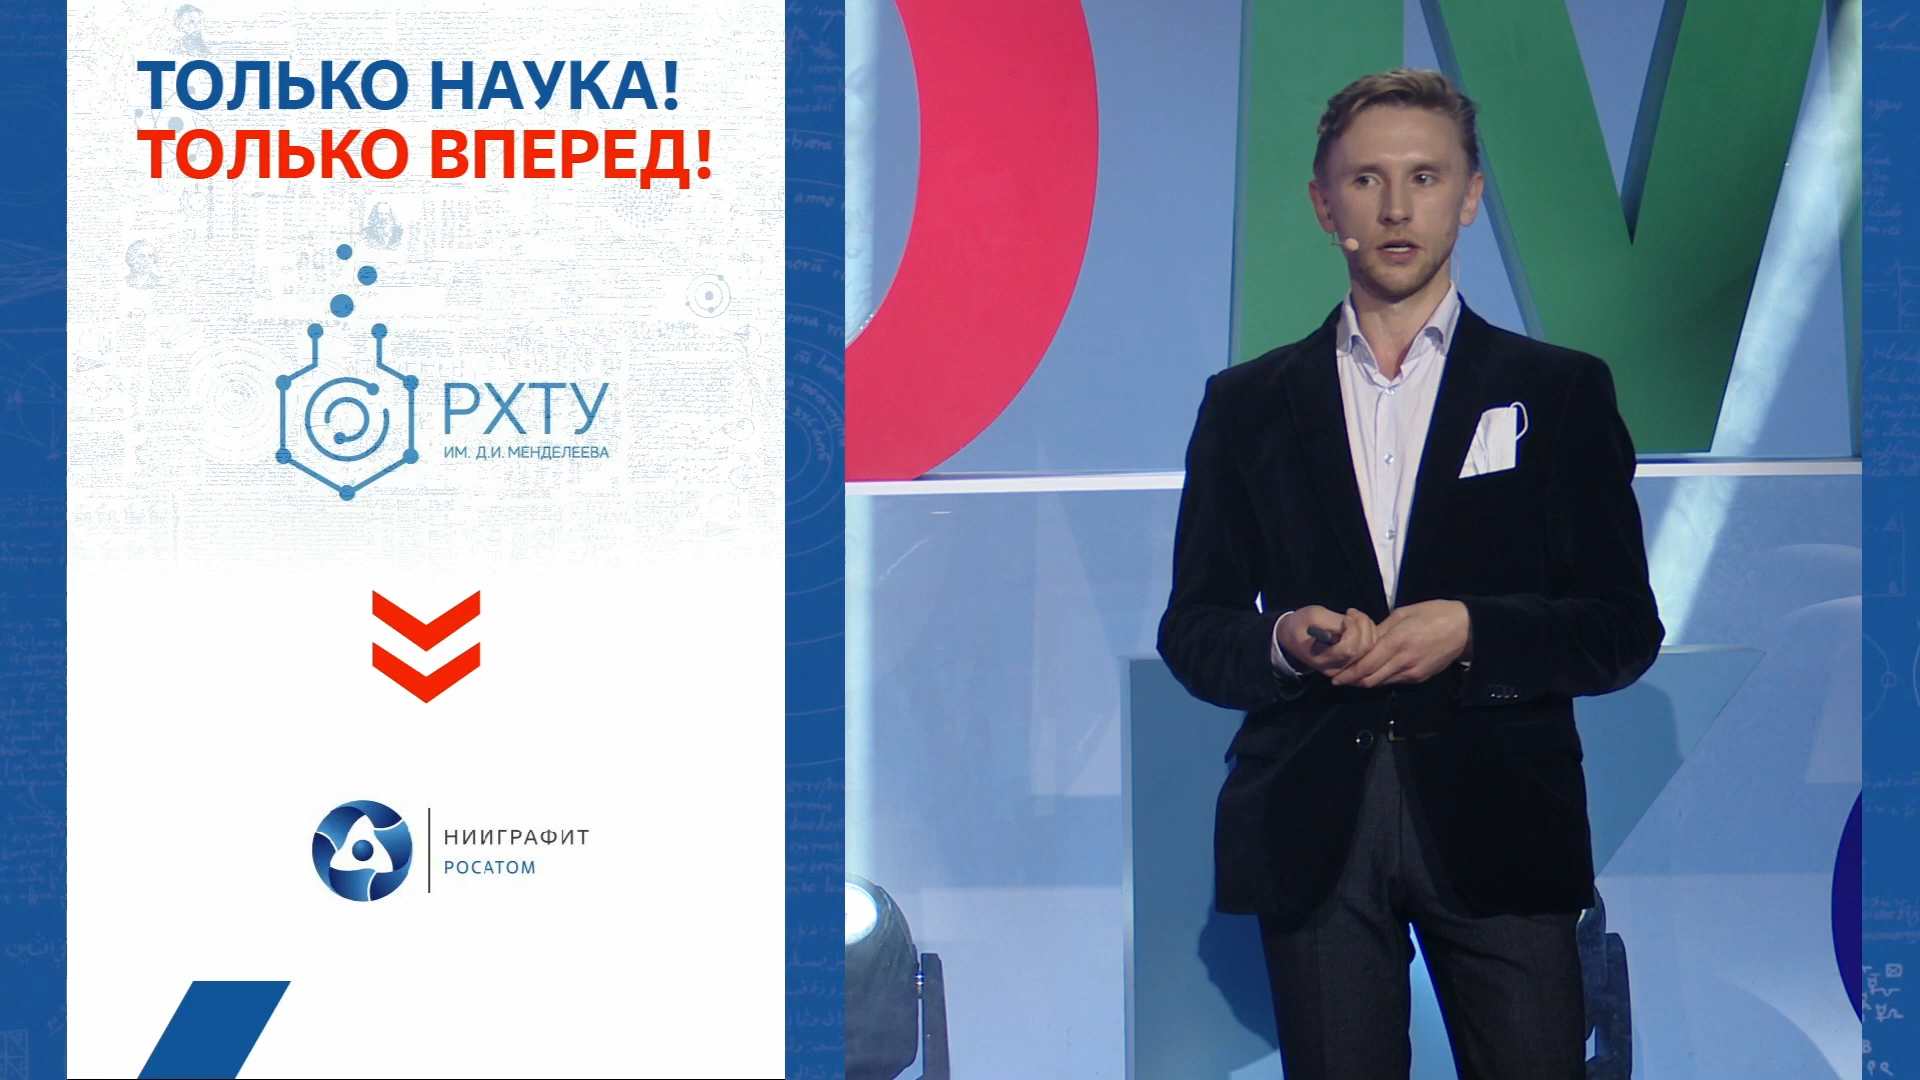 ТОЛЬКО НАУКА!
ТОЛЬКО ВПЕРЕД!
РХТУ
ИМ. Д.И. МЕНДЕЛЕЕВА
НИИГРАФИТ
РОСАТОМ